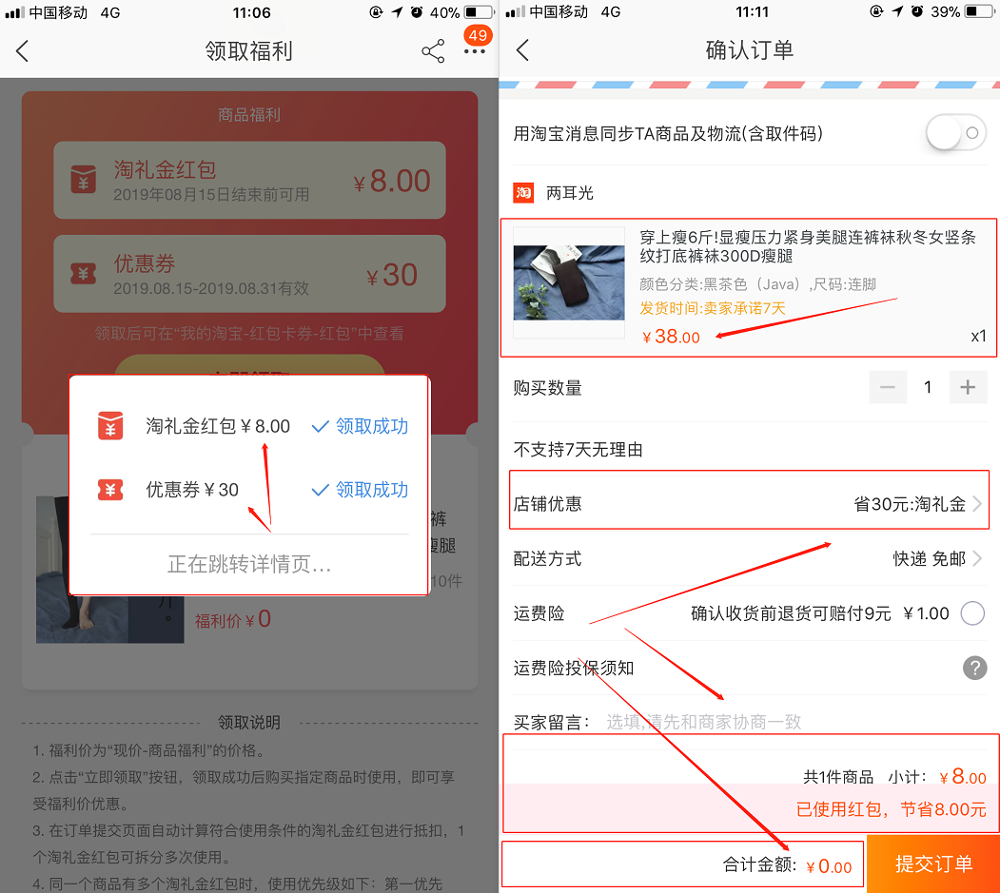 中国移动 4G 11:06 40%
领取福利
49
商品福利
淘礼金红包
2019年08月15日结束前可用
¥8.00
优惠券
2019.08.15-2019.08.31有效
¥30
领取后可在“我的淘宝-红包卡券-红包”中查看
淘礼金红包¥8.00 领取成功
优惠券¥30 领取成功
正在跳转详情页...
裤
瘦腿
10件
福利价¥0
领取说明
1. 福利价为“现价-商品福利”的价格。
2. 点击“立即领取”按钮，领取成功后购买指定商品时使用，即可享
受福利价优惠。
3. 在订单提交页面自动计算符合使用条件的淘礼金红包进行抵扣，1
个淘礼金红包可拆分多次使用。
4. 同一个商品有多个淘礼金红包时，使用优先级如下：第一优先
中国移动 4G 11:11 39%
确认订单
用淘宝消息同步TA商品及物流(含取件码)
淘 两耳光
穿上瘦6斤!显瘦压力紧身美腿连裤袜秋冬女竖条
纹打底裤袜300D瘦腿
颜色分类:黑茶色（Java）,尺码:连脚
发货时间:卖家承诺7天
¥38.00
x1
购买数量 1
不支持7天无理由
店铺优惠 省30元:淘礼金
配送方式 快递 免邮
运费险 确认收货前退货可赔付9元 ¥1.00
运费险投保须知
买家留言： 选填,请先和商家协商一致
共1件商品 小计： ¥8.00
已使用红包，节省8.00元
合计金额: ¥0.00
提交订单